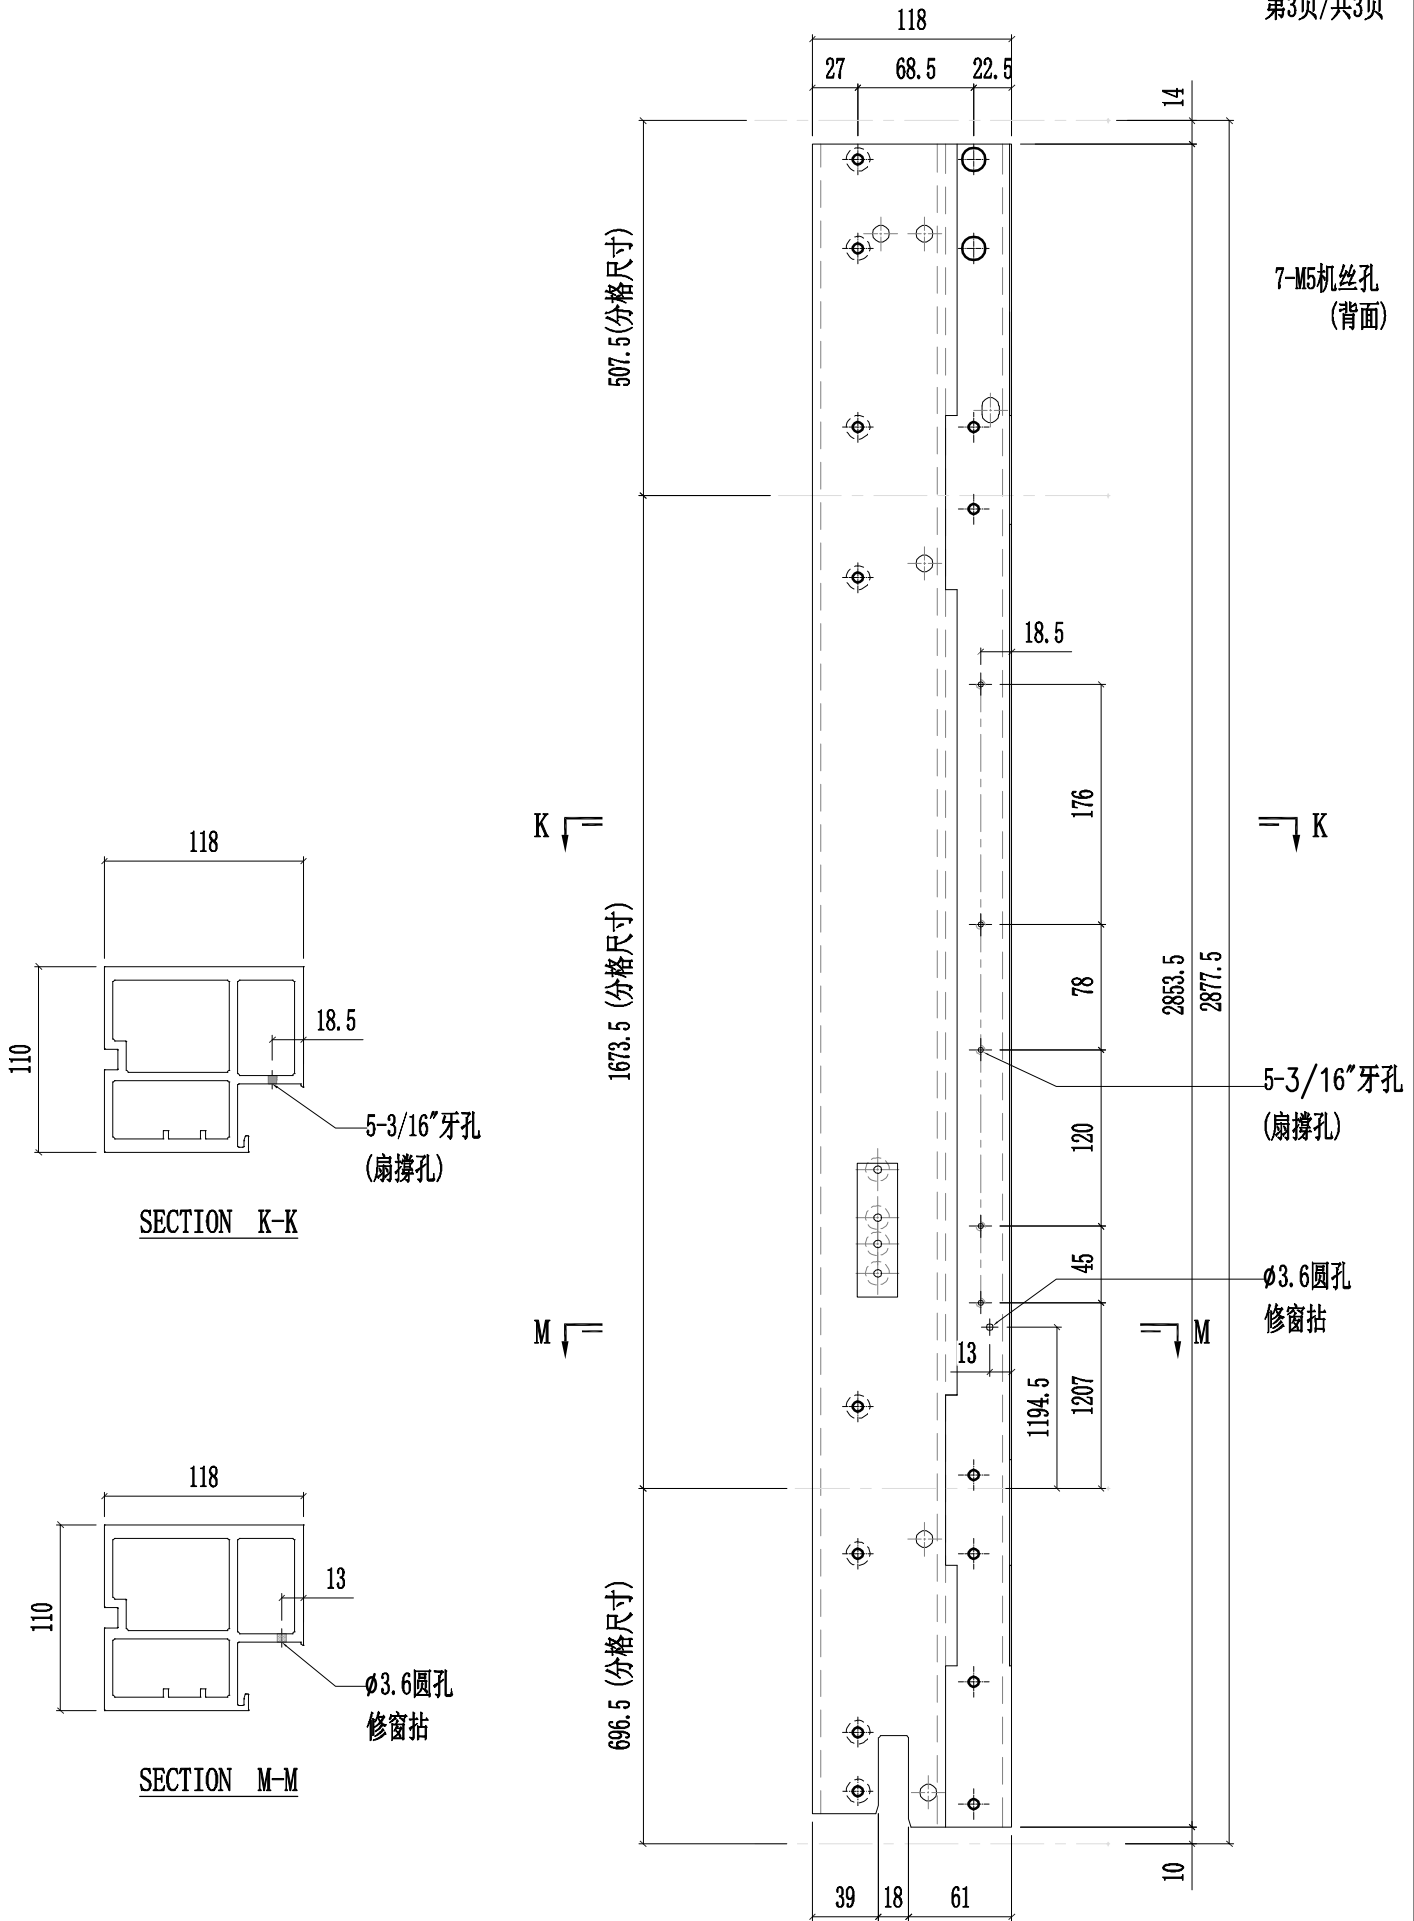 第3页/共3页
118
27
68.5
22.5
14
507.5(分格尺寸)
7-M5机丝孔
(背面)
18.5
176
K
K
118
1673.5 (分格尺寸)
78
2853.5
2877.5
110
18.5
5-3/16″牙孔
(扇撑孔)
5-3/16″牙孔
(扇撑孔)
120
SECTION K-K
45
ø3.6圆孔
修窗拈
M
M
13
1194.5
1207
118
110
13
696.5 (分格尺寸)
ø3.6圆孔
修窗拈
SECTION M-M
10
39
18
61